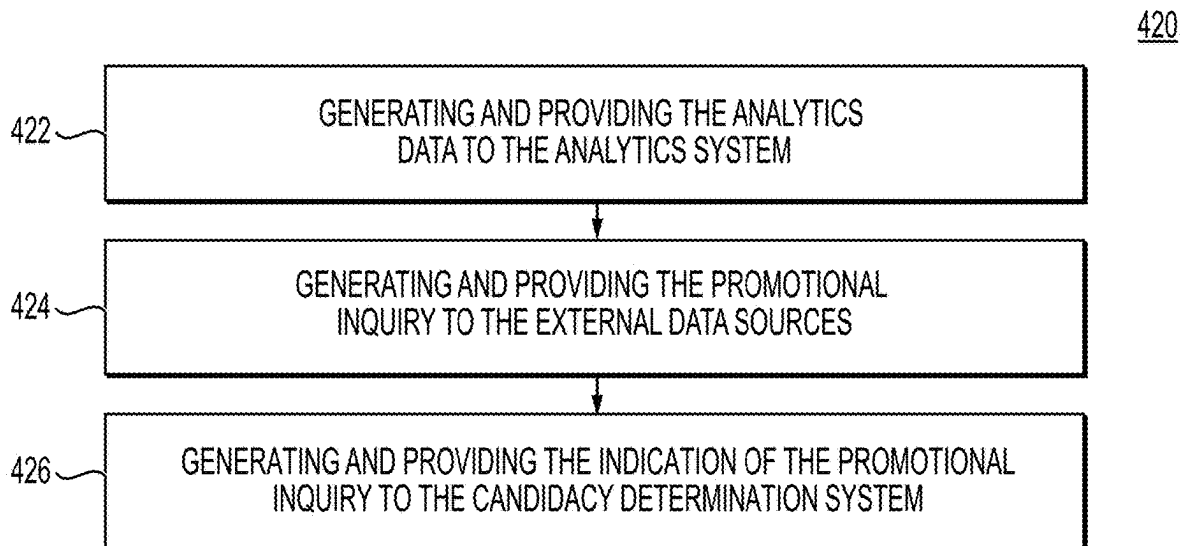 420
422
GENERATING AND PROVIDING THE ANALYTICS
DATA TO THE ANALYTICS SYSTEM
424
GENERATING AND PROVIDING THE PROMOTIONAL
INQUIRY TO THE EXTERNAL DATA SOURCES
426
GENERATING AND PROVIDING THE INDICATION OF THE PROMOTIONAL
INQUIRY TO THE CANDIDACY DETERMINATION SYSTEM